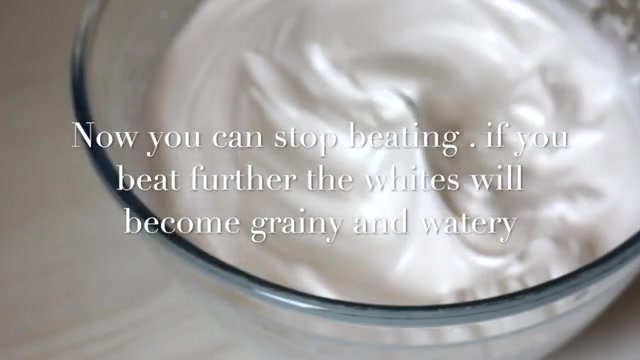 Now you can stop beating . if you
beat further the whites will
become grainy and watery